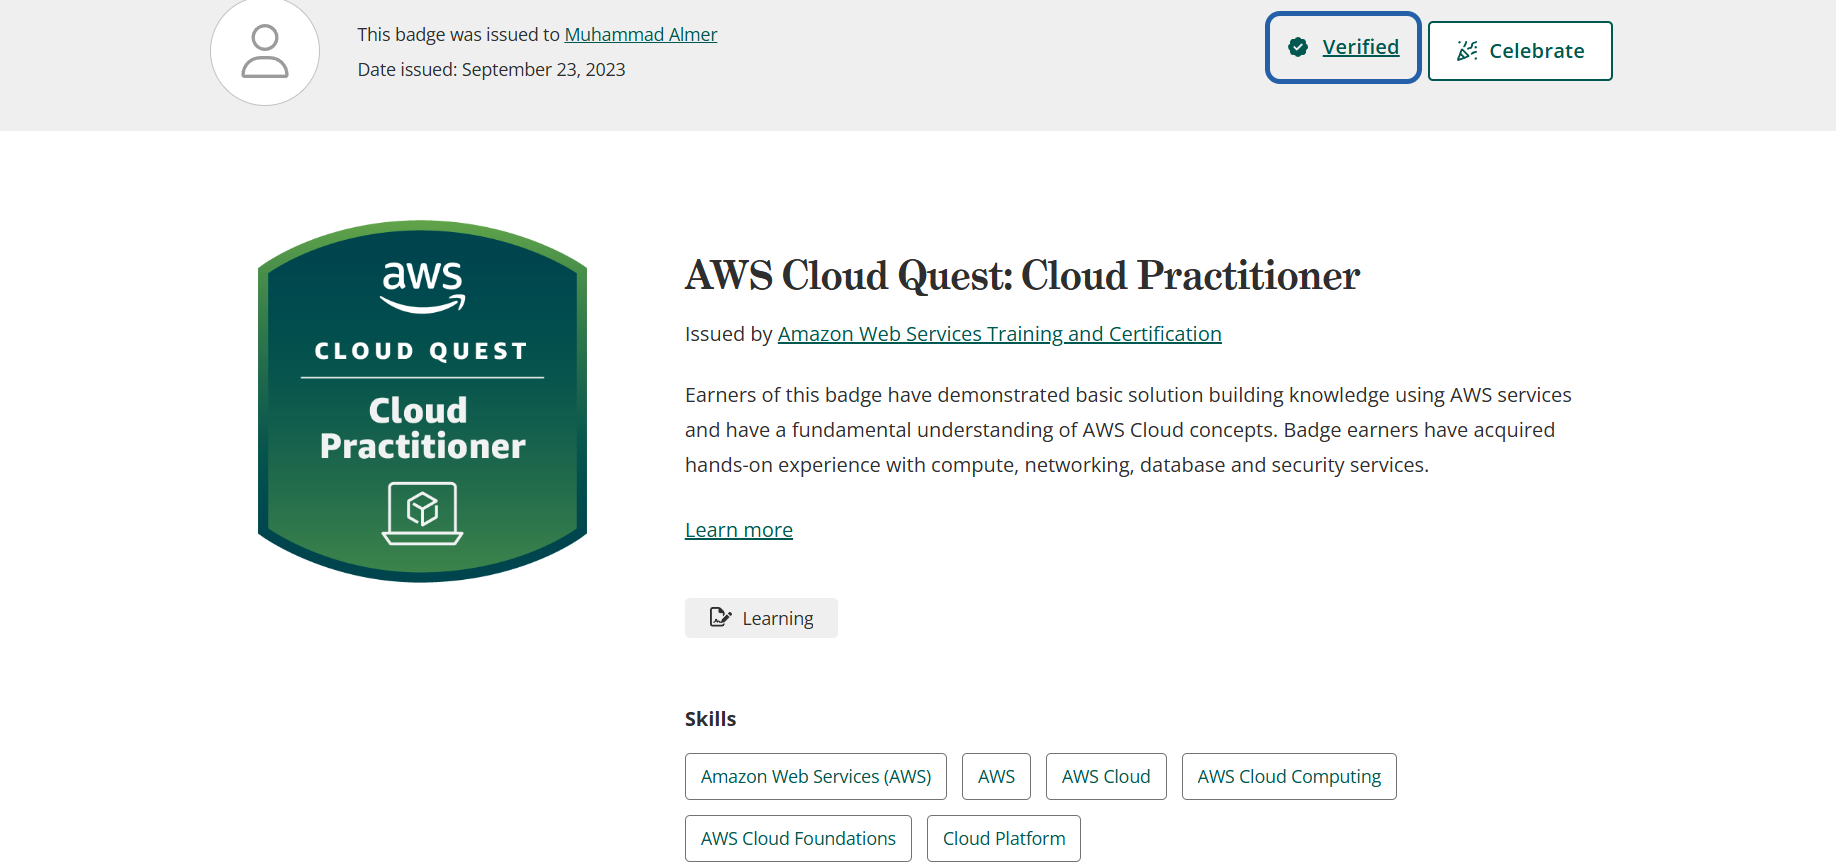 This badge was issued to Muhammad Almer
Date issued: September 23, 2023
Verified
Celebrate
aws
CLOUD QUEST
Cloud
Practitioner
AWS Cloud Quest: Cloud Practitioner
Issued by Amazon Web Services Training and Certification
Earners of this badge have demonstrated basic solution building knowledge using AWS services
and have a fundamental understanding of AWS Cloud concepts. Badge earners have acquired
hands-on experience with compute, networking, database and security services.
Learn more
Learning
Skills
Amazon Web Services (AWS)
AWS
AWS Cloud
AWS Cloud Computing
AWS Cloud Foundations
Cloud Platform